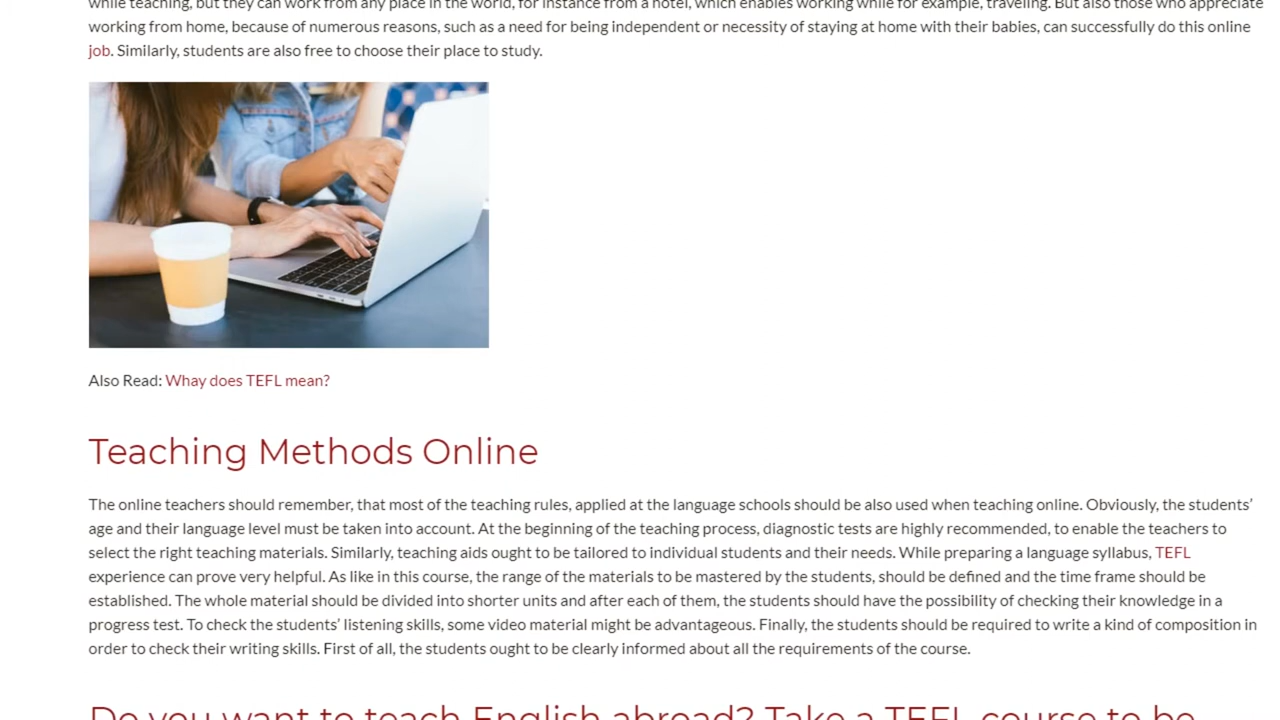 while teaching, but they can work from any place in the world, for instance from a hotel, which enables working while for example, traveling. But also those who appreciate
working from home, because of numerous reasons, such as a need for being independent or necessity of staying at home with their babies, can successfully do this online
job. Similarly, students are also free to choose their place to study.
Also Read: Whay does TEFL mean?
Teaching Methods Online
The online teachers should remember, that most of the teaching rules, applied at the language schools should be also used when teaching online. Obviously, the students’
age and their language level must be taken into account. At the beginning of the teaching process, diagnostic tests are highly recommended, to enable the teachers to
select the right teaching materials. Similarly, teaching aids ought to be tailored to individual students and their needs. While preparing a language syllabus, TEFL
experience can prove very helpful. As like in this course, the range of the materials to be mastered by the students, should be defined and the time frame should be
established. The whole material should be divided into shorter units and after each of them, the students should have the possibility of checking their knowledge in a
progress test. To check the students’ listening skills, some video material might be advantageous. Finally, the students should be required to write a kind of composition in
order to check their writing skills. First of all, the students ought to be clearly informed about all the requirements of the course.
Do you want to teach English abroad? Take a TEFL course to be